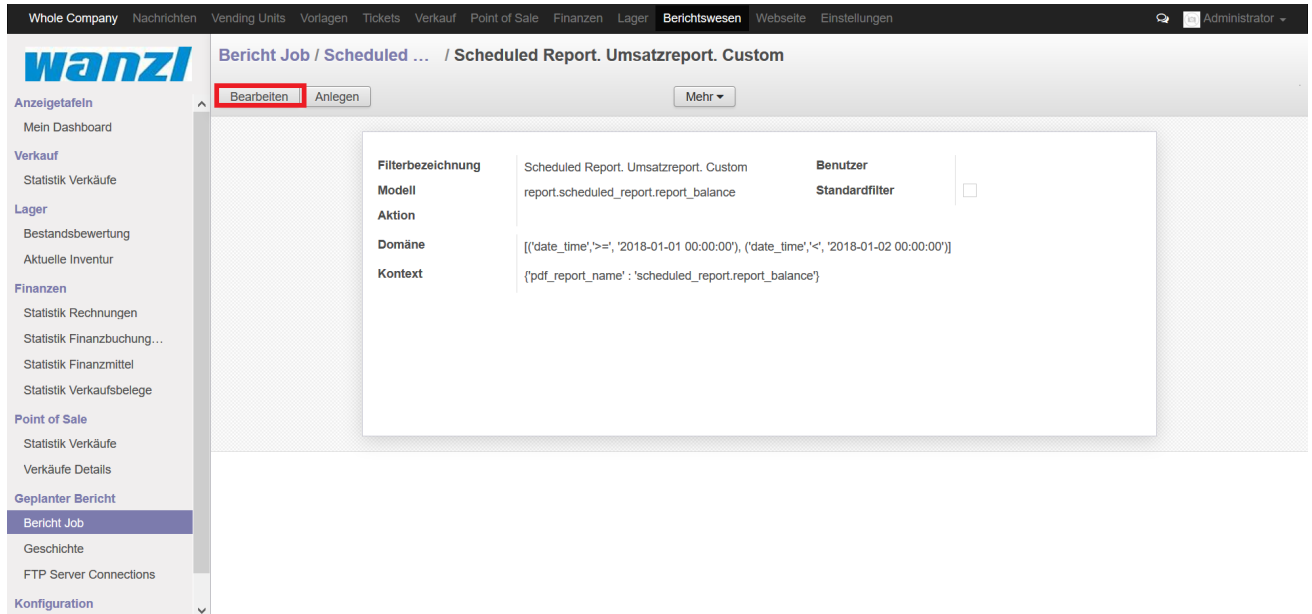 Whole Company Nachrichten Vending Units Vorlagen Tickets Verkauf Point of Sale Finanzen Lager Berichtswesen Webseite Einstellungen Administrator
wanzl
Bericht Job / Scheduled … / Scheduled Report. Umsatzreport. Custom
Bearbeiten Anlegen Mehr
Anzeigetafeln
Mein Dashboard
Verkauf
Statistik Verkäufe
Lager
Bestandsbewertung
Aktuelle Inventur
Finanzen
Statistik Rechnungen
Statistik Finanzbuchung…
Statistik Finanzmittel
Statistik Verkaufsbelege
Point of Sale
Statistik Verkäufe
Verkäufe Details
Geplanter Bericht
Bericht Job
Geschichte
FTP Server Connections
Konfiguration
Filterbezeichnung Scheduled Report. Umsatzreport. Custom Benutzer
Modell report.scheduled_report.report_balance Standardfilter
Aktion
Domäne [('date_time','>=', '2018-01-01 00:00:00'), ('date_time','<', '2018-01-02 00:00:00')]
Kontext {'pdf_report_name' : 'scheduled_report.report_balance'}